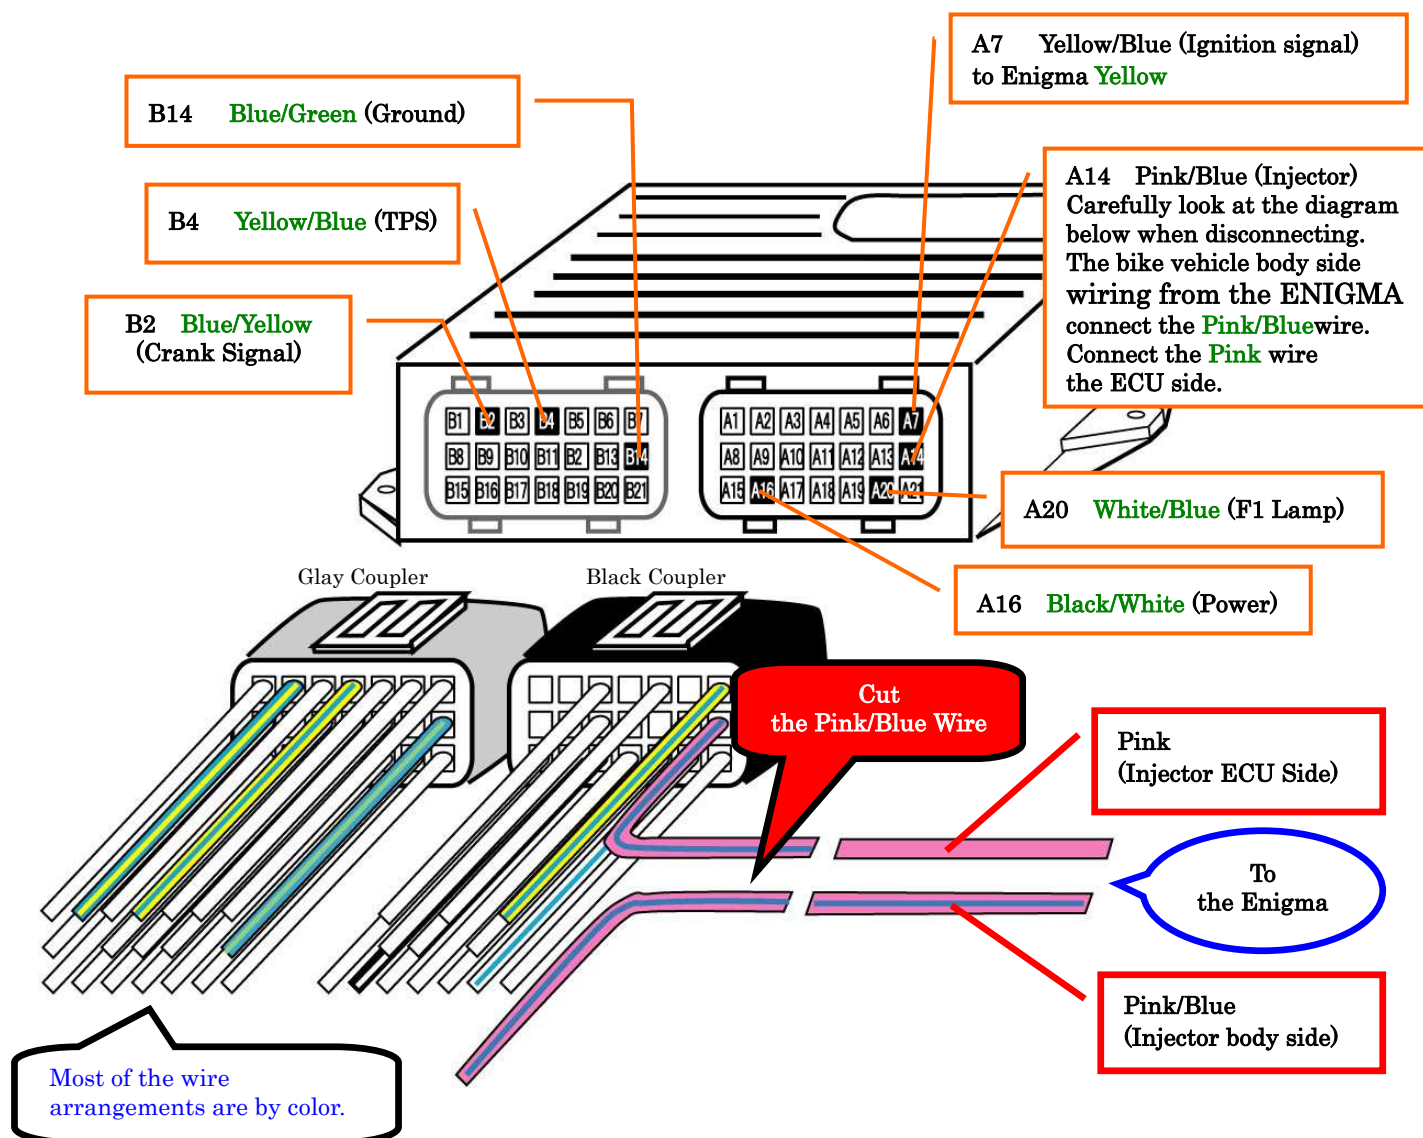 A7 Yellow/Blue (Ignition signal)
to Enigma Yellow
B14 Blue/Green (Ground)
A14 Pink/Blue (Injector)
Carefully look at the diagram
below when disconnecting.
The bike vehicle body side
wiring from the ENIGMA
connect the Pink/Bluewire.
Connect the Pink wire
the ECU side.
B4 Yellow/Blue (TPS)
B2 Blue/Yellow
(Crank Signal)
B1 B2 B3 B4 B5 B6 B7
B8 B9 B10 B11 B2 B13 B14
B15 B16 B17 B18 B19 B20 B21
A1 A2 A3 A4 A5 A6 A7
A8 A9 A10 A11 A12 A13 A14
A15 A16 A17 A18 A19 A20 A21
A20 White/Blue (F1 Lamp)
A16 Black/White (Power)
Glay Coupler
Black Coupler
Cut
the Pink/Blue Wire
Pink
(Injector ECU Side)
To
the Enigma
Pink/Blue
(Injector body side)
Most of the wire
arrangements are by color.